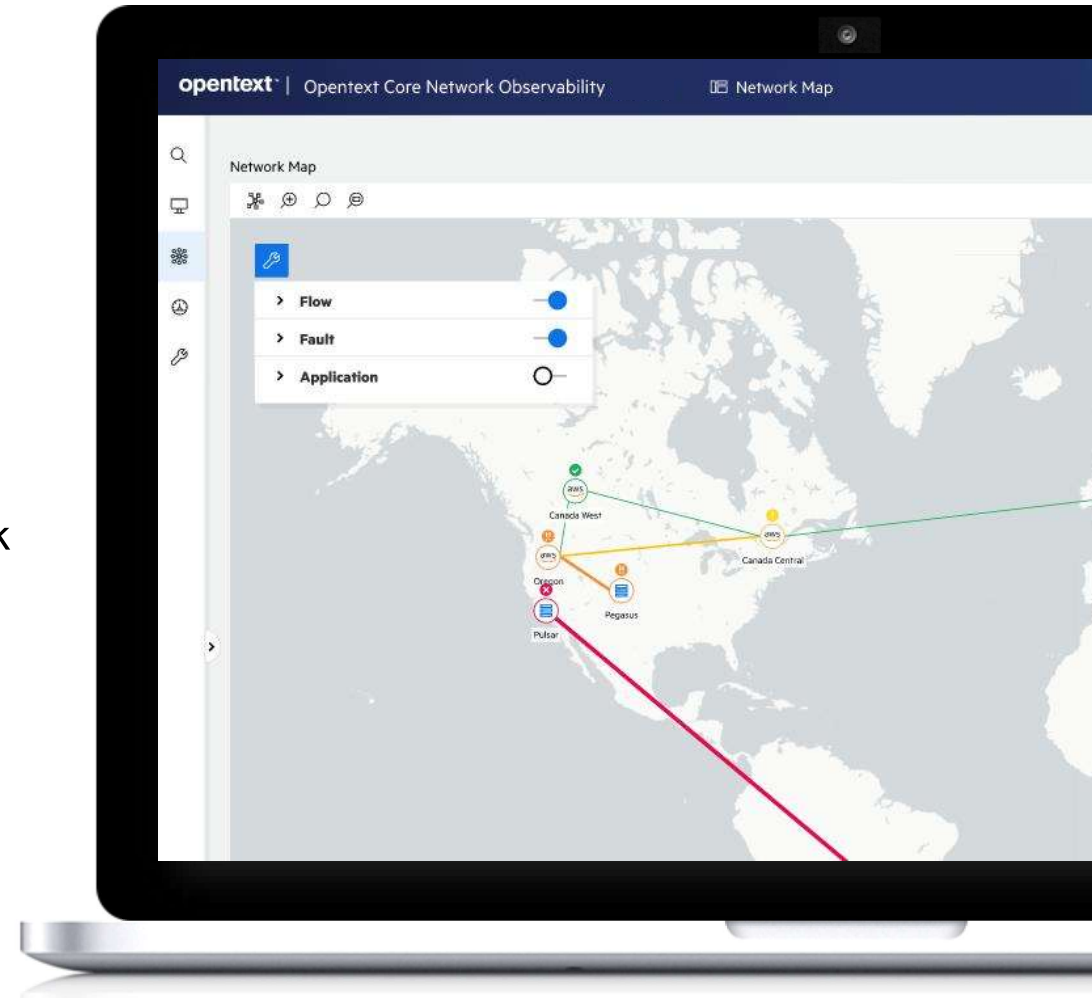 opentext™ | Opentext Core Network Observability Network Map
Network Map
Flow
Fault
Application
aws
Canada West
aws
Canada Central
aws
Oregon
Pegasus
Pulsar
k